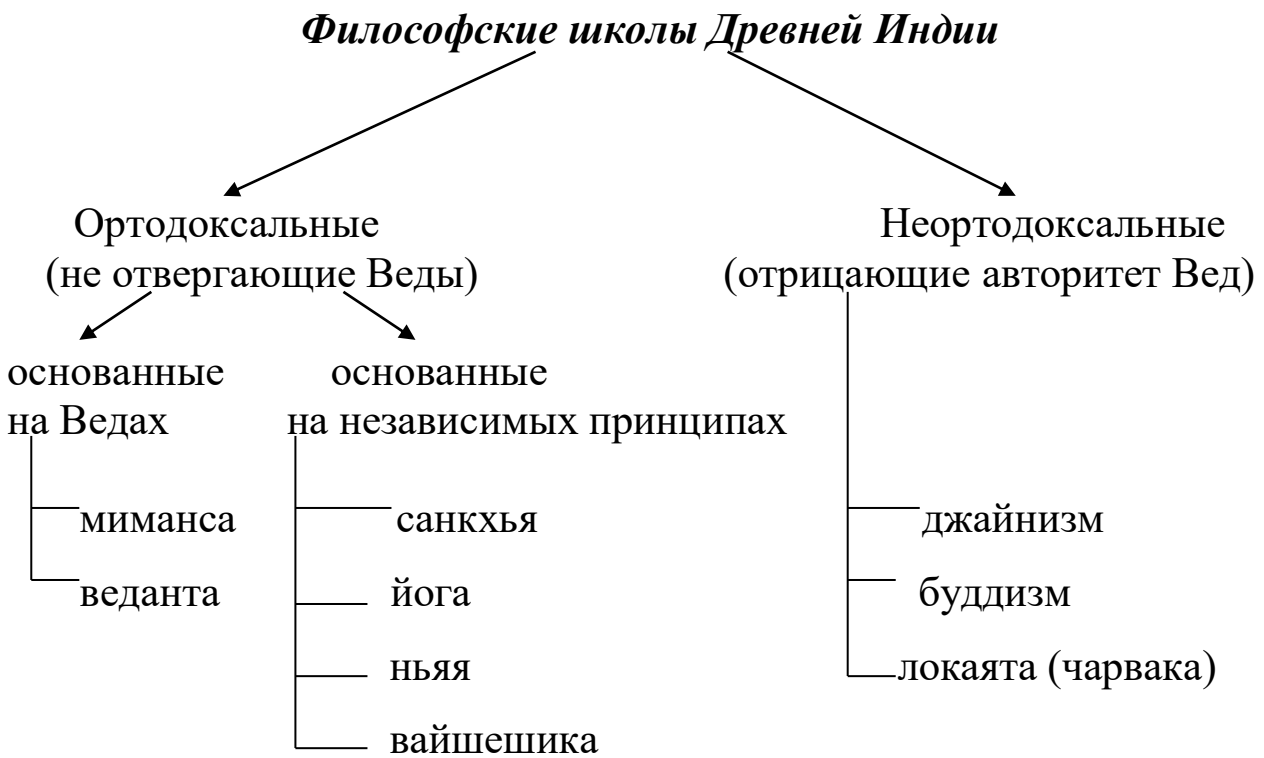 Философские школы Древней Индии
Ортодоксальные
(не отвергающие Веды)
Неортодоксальные
(отрицающие авторитет Вед)
основанные
на Ведах
основанные
на независимых принципах
миманса
веданта
санкхья
йога
ньяя
вайшешика
джайнизм
буддизм
локаята (чарвака)